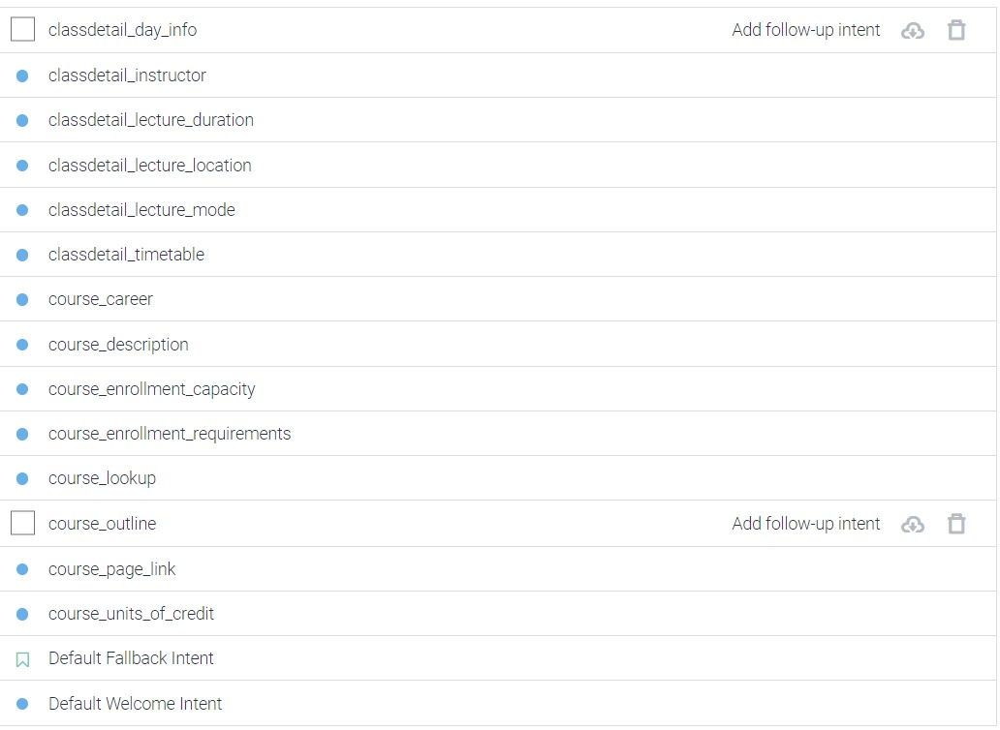 classdetail_day_info Add follow-up intent
classdetail_instructor
classdetail_lecture_duration
classdetail_lecture_location
classdetail_lecture_mode
classdetail_timetable
course_career
course_description
course_enrollment_capacity
course_enrollment_requirements
course_lookup
course_outline Add follow-up intent
course_page_link
course_units_of_credit
Default Fallback Intent
Default Welcome Intent